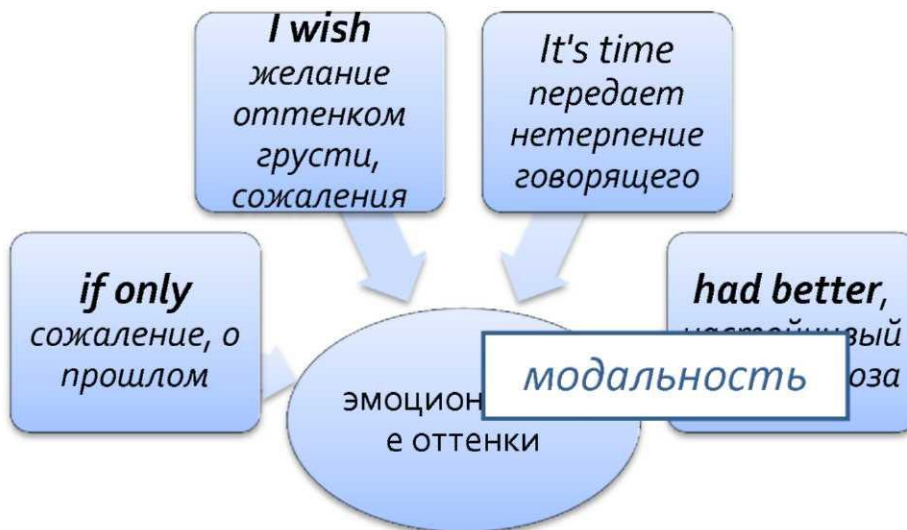 I wish
желание
оттенком
грусти,
сожаления
It's time
передает
нетерпение
говорящего
if only
сожаление, о
прошлом
had better,
модальность
эмоцион
е оттенки